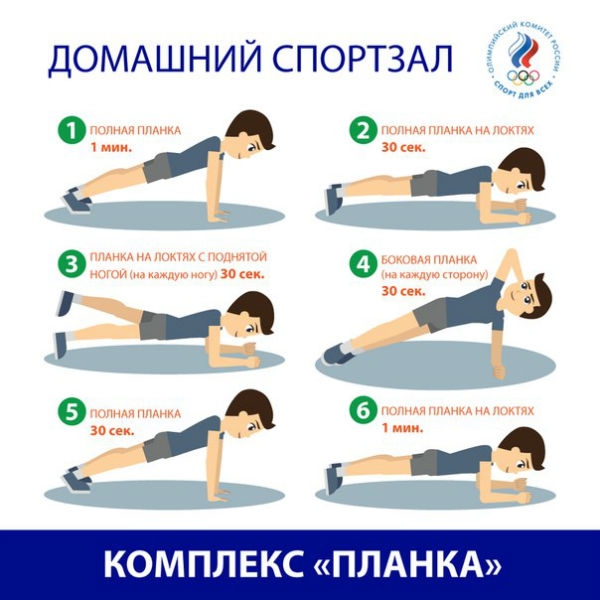 ДОМАШНИЙ СПОРТЗАЛ
ОЛИМПИЙСКИЙ КОМИТЕТ РОССИИ
СПОРТ ДЛЯ ВСЕХ
1 ПОЛНАЯ ПЛАНКА
1 мин.
2 ПОЛНАЯ ПЛАНКА НА ЛОКТЯХ
30 сек.
3 ПЛАНКА НА ЛОКТЯХ С ПОДНЯТОЙ
НОГОЙ (на каждую ногу) 30 сек.
4 БОКОВАЯ ПЛАНКА
(на каждую сторону)
30 сек.
5 ПОЛНАЯ ПЛАНКА
30 сек.
6 ПОЛНАЯ ПЛАНКА НА ЛОКТЯХ
1 мин.
КОМПЛЕКС «ПЛАНКА»